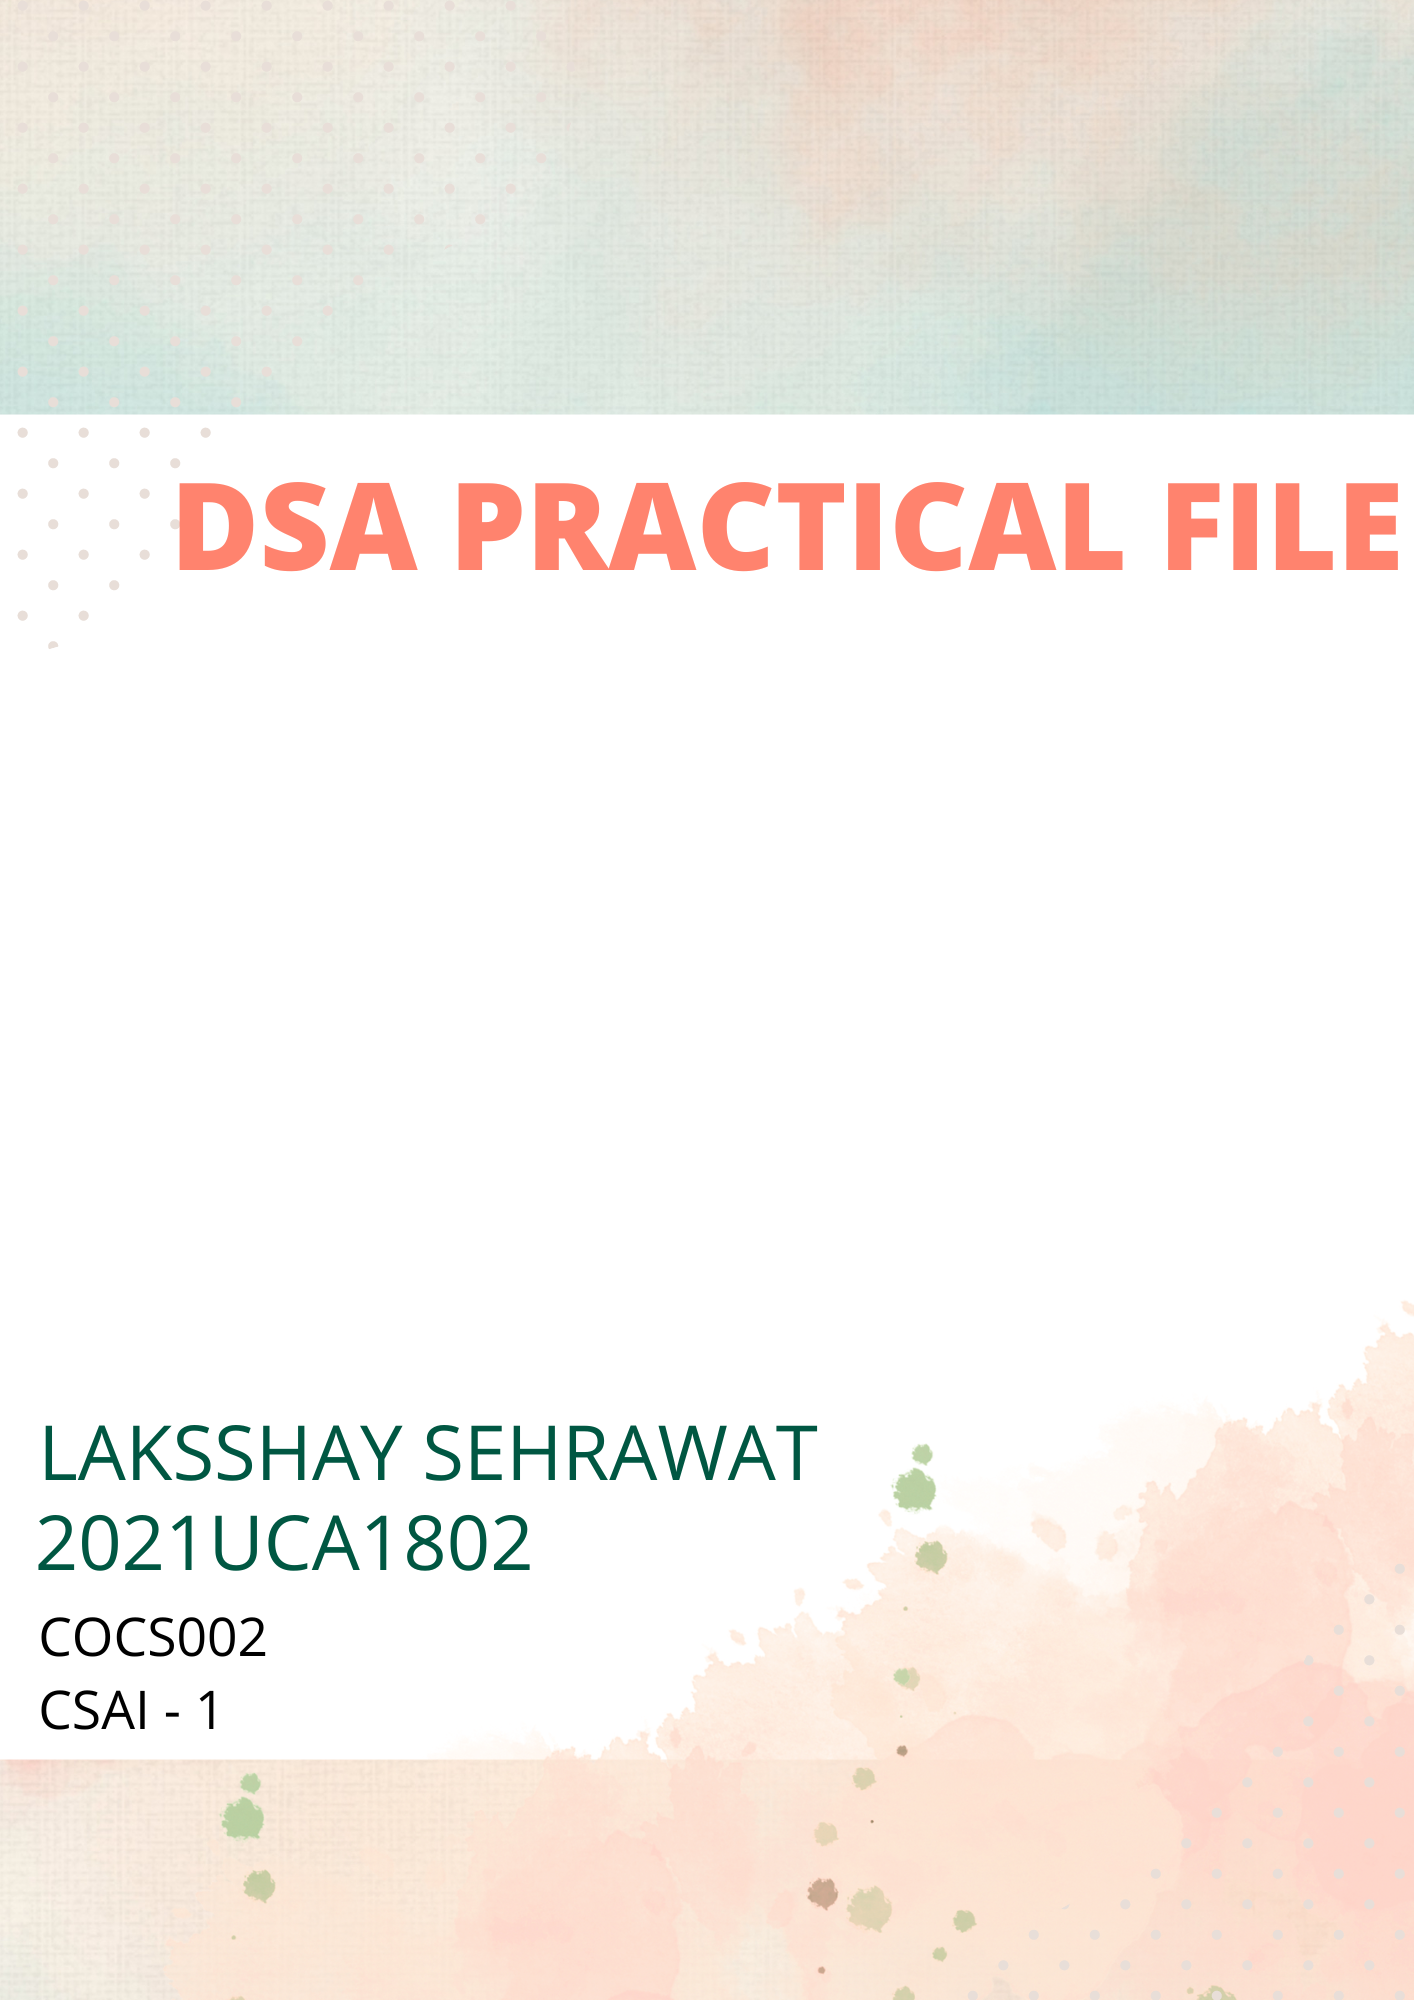 DSA PRACTICAL FILE
LAKSSHAY SEHRAWAT
2021UCA1802
COCS002
CSAI - 1